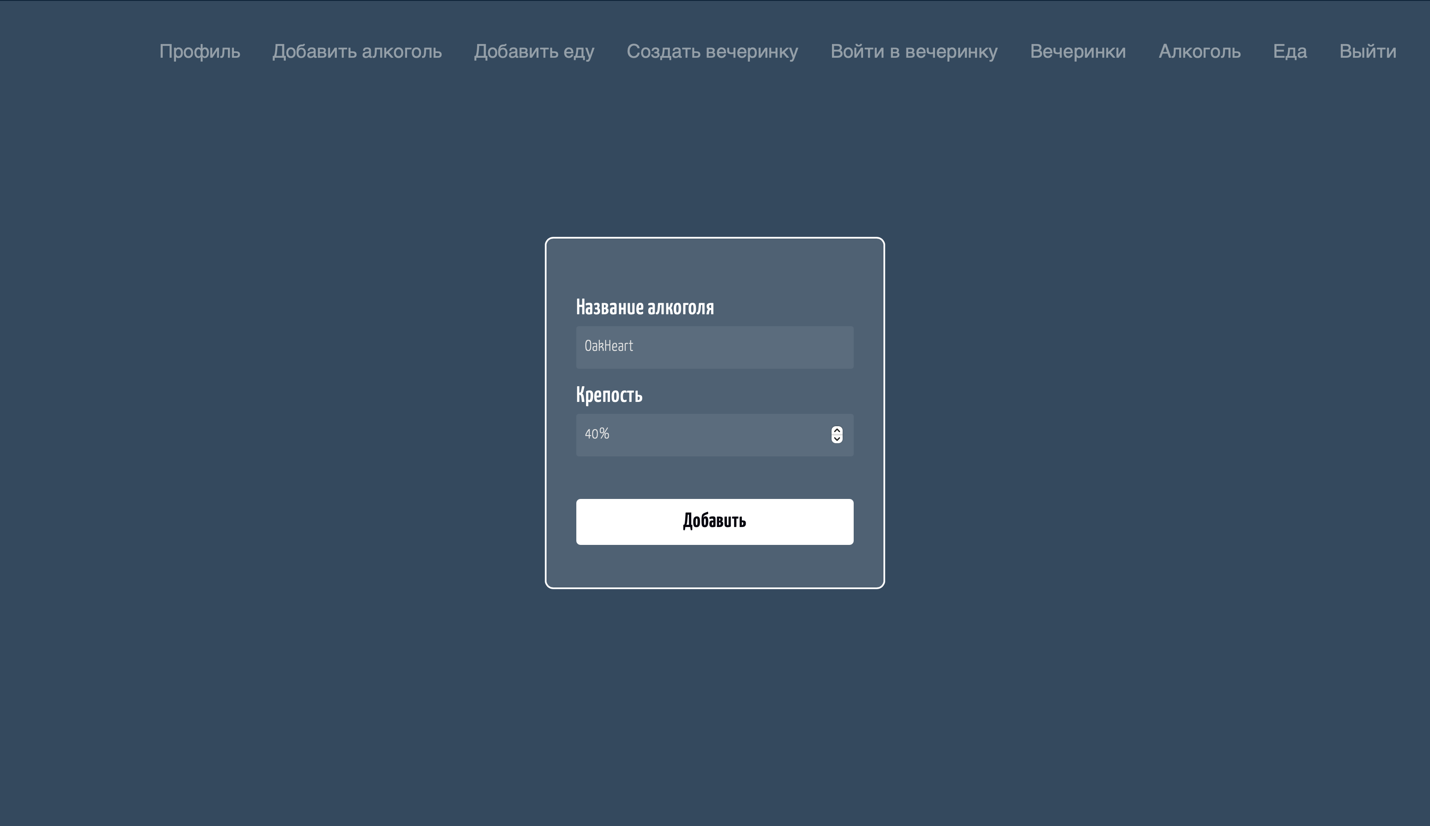 Профиль Добавить алкоголь Добавить еду Создать вечеринку Войти в вечеринку Вечеринки Алкоголь Еда Выйти
Название алкоголя
OakHeart
Крепость
40%
Добавить